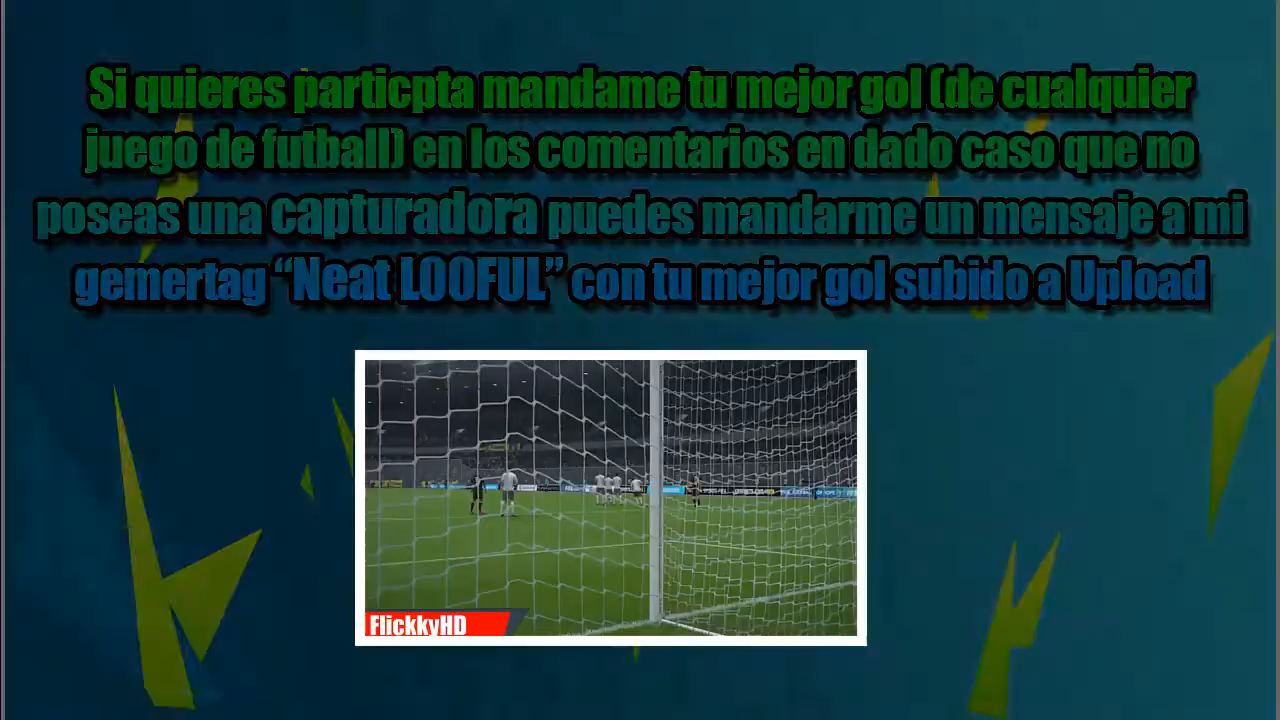 Si quieres particpta mandame tu mejor gol (de cualquier
juego de futball) en los comentarios en dado caso que no
poseas una capturadora puedes mandarme un mensaje a mi
gemertag “Neat LOOFUL” con tu mejor gol subido a Upload
FlickkyHD